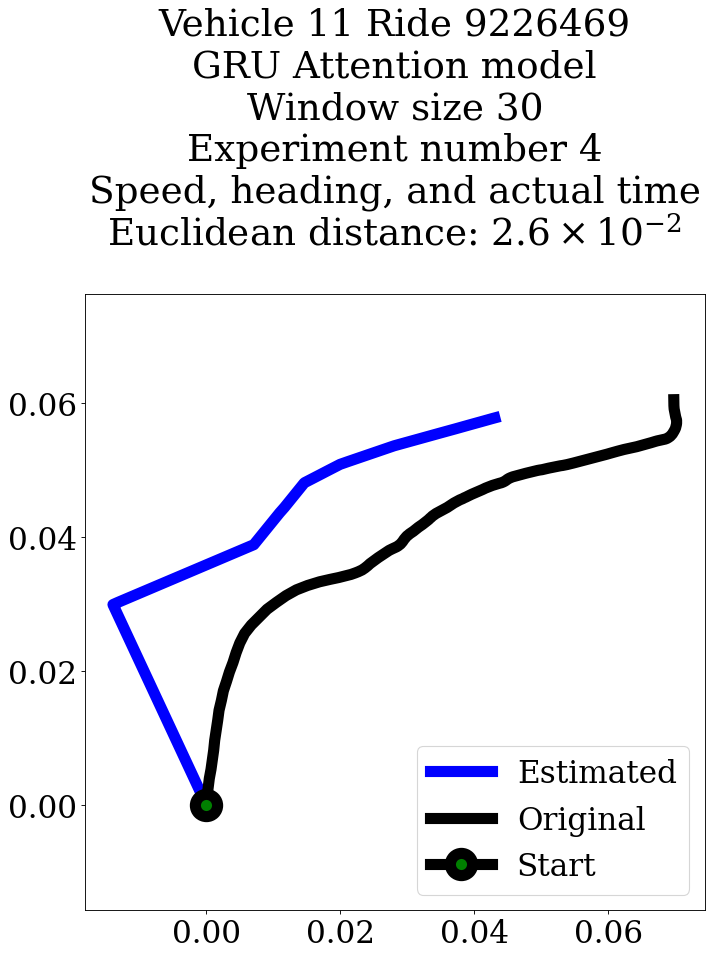 Vehicle 11 Ride 9226469
GRU Attention model
Window size 30
Experiment number 4
Speed, heading, and actual time
Euclidean distance: 2.6 × 10⁻²
0.06
0.04
0.02
0.00
Estimated
Original
Start
0.00 0.02 0.04 0.06